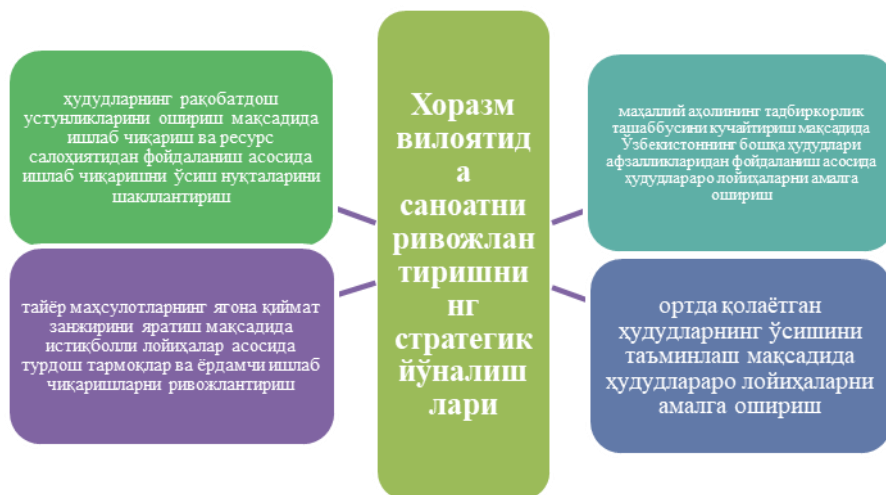 ҳудудларнинг рақобатдош
устунликларини ошириш мақсадида
ишлаб чиқариш ва ресурс
салоҳиятидан фойдаланиш асосида
ишлаб чиқаришни ўсиш нуқталарини
шакллантириш
тайёр маҳсулотларнинг ягона қиймат
занжирини яратиш мақсадида
истиқболли лойиҳалар асосида
турдош тармоқлар ва ёрдамчи ишлаб
чиқаришларни ривожлантириш
Хоразм
вилоятид
а
саноатни
ривожлан
тиришни
нг
стратегик
йўналиш
лари
маҳаллий аҳолининг тадбиркорлик
ташаббусини кучайтириш мақсадида
Ўзбекистоннинг бошқа ҳудудлари
афзалликларидан фойдаланиш асосида
ҳудудлараро лойиҳаларни амалга
ошириш
ортда қолаётган
ҳудудларнинг ўсишини
таъминлаш мақсадида
ҳудудлараро лойиҳаларни
амалга ошириш